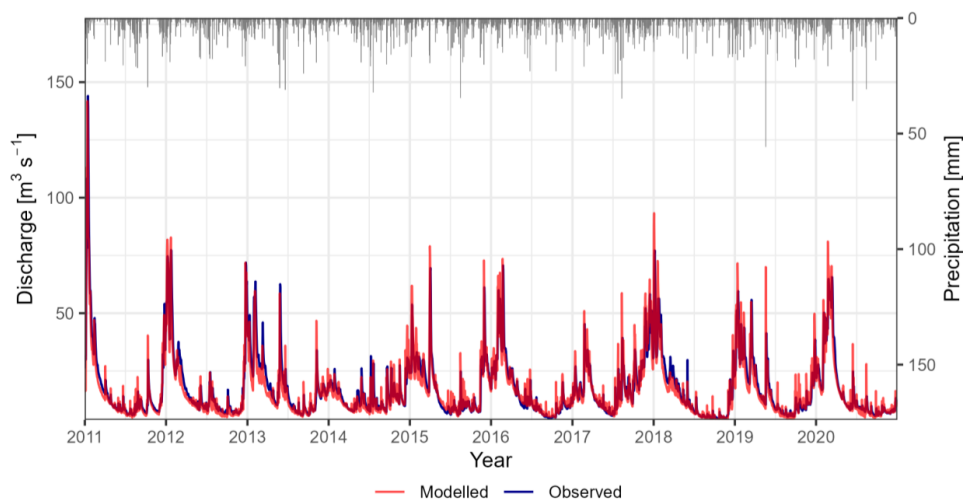 0
150
50
100
100
50
150
Discharge [m³ s⁻¹]
Precipitation [mm]
2011 2012 2013 2014 2015 2016 2017 2018 2019 2020
Year
Modelled Observed